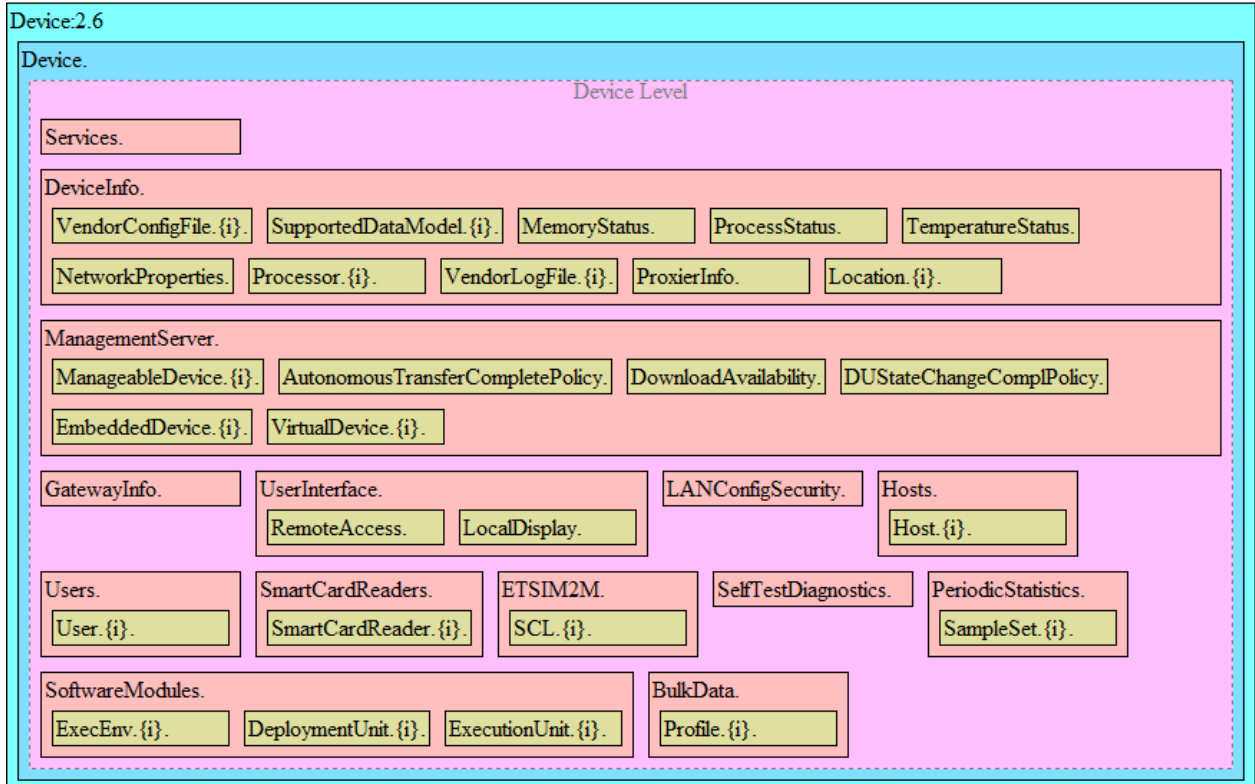 Device:2.6
Device.
Device Level
Services.
DeviceInfo.
VendorConfigFile.{i}. SupportedDataModel.{i}. MemoryStatus. ProcessStatus. TemperatureStatus.
NetworkProperties. Processor.{i}. VendorLogFile.{i}. ProxierInfo. Location.{i}.
ManagementServer.
ManageableDevice.{i}. AutonomousTransferCompletePolicy. DownloadAvailability. DUStateChangeComplPolicy.
EmbeddedDevice.{i}. VirtualDevice.{i}.
GatewayInfo. UserInterface. LANConfigSecurity. Hosts.
RemoteAccess. LocalDisplay. Host.{i}.
Users. SmartCardReaders. ETSIM2M. SelfTestDiagnostics. PeriodicStatistics.
User.{i}. SmartCardReader.{i}. SCL.{i}. SampleSet.{i}.
SoftwareModules. BulkData.
ExecEnv.{i}. DeploymentUnit.{i}. ExecutionUnit.{i}. Profile.{i}.